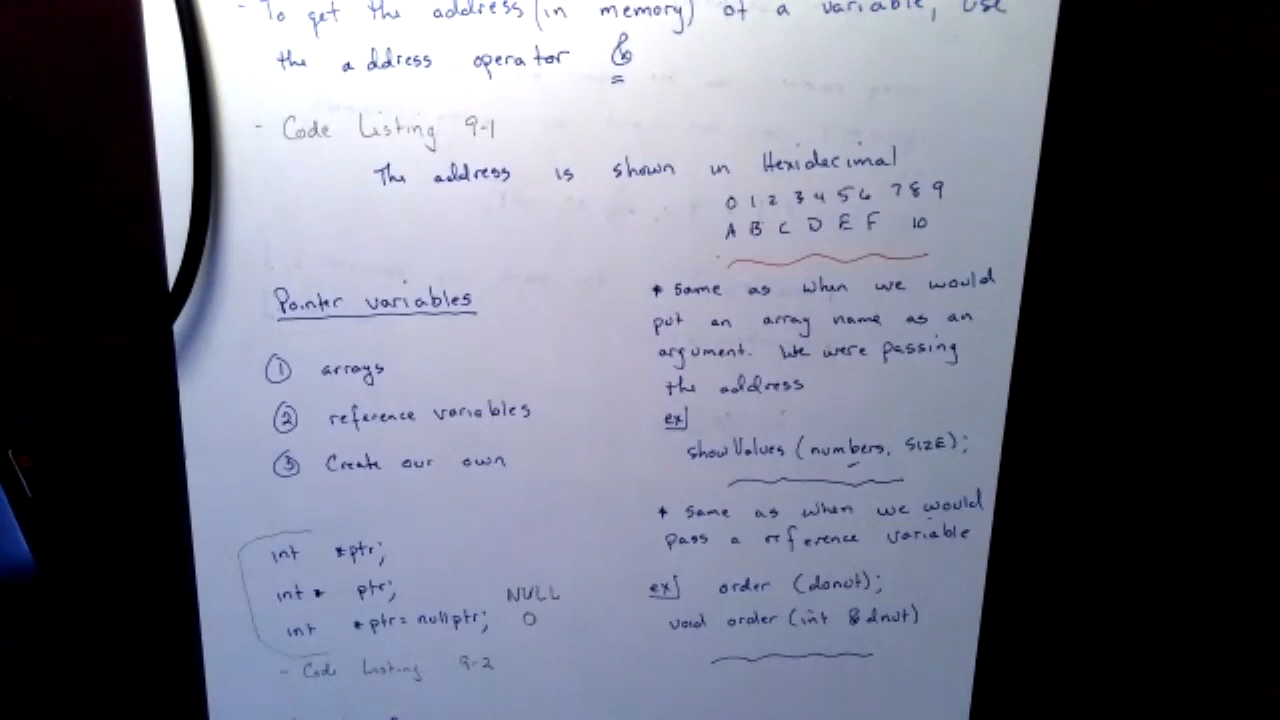 - To get the address (in memory) of a variable, use
the address operator &
- Code Listing 9-1
The address is shown in Hexidecimal
0 1 2 3 4 5 6 7 8 9
A B C D E F 10
Pointer variables
① arrays
② reference variables
③ Create our own
int *ptr;
int* ptr;
int *ptr = nullptr;
NULL
0
- Code Listing 9-2
* same as when we would
put an array name as an
argument. We were passing
the address
ex]
showValues (numbers, SIZE);
* same as when we would
pass a reference variable
ex] order (donut);
void order (int &dnut)